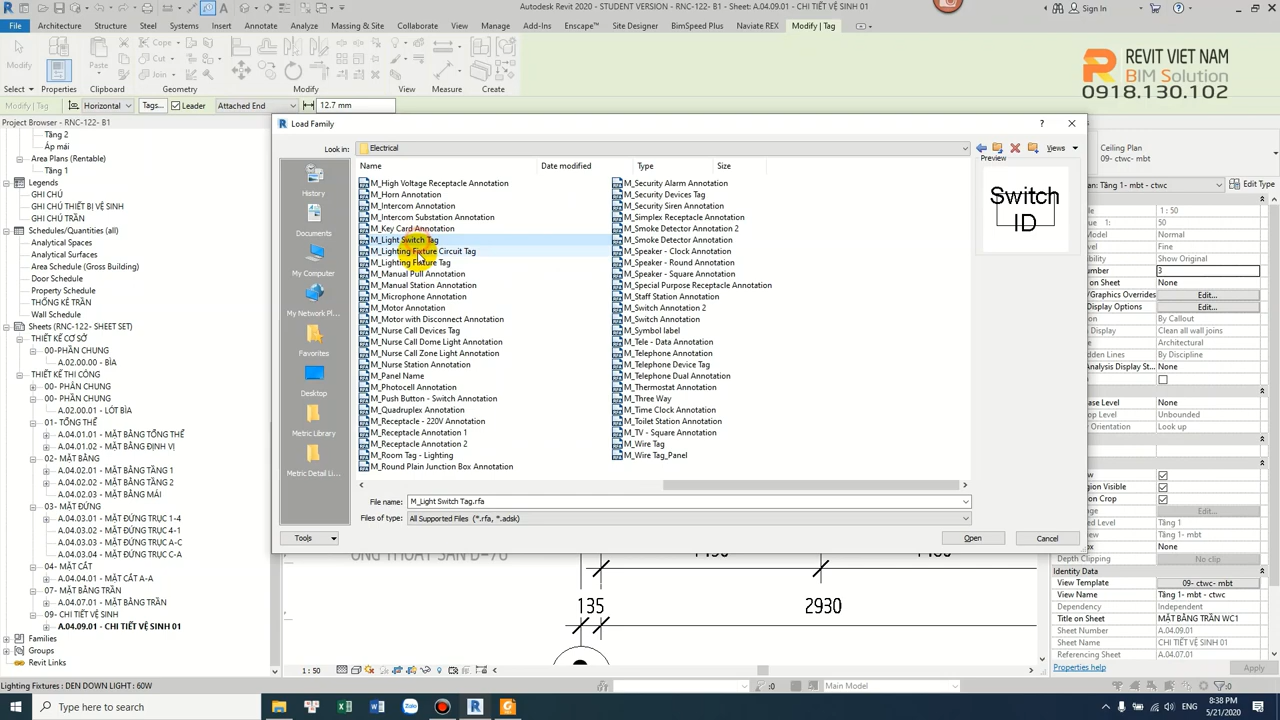 Autodesk Revit 2020 - STUDENT VERSION - RNC-122- B1 - Sheet: A.04.09.01 - CHI TIẾT VỆ SINH 01
Sign In
File
Architecture
Structure
Steel
Systems
Insert
Annotate
Analyze
Massing & Site
Collaborate
View
Manage
Add-Ins
Enscape™
Site Designer
BimSpeed Plus
Naviate REX
Modify | Tag
Modify
Paste
Cope
Cut
Join
Select
Properties
Clipboard
Geometry
Modify
View
Measure
Create
REVIT VIET NAM
BIM Solution
0918.130.102
Modify | Tag
Horizontal
Tags...
Leader
Attached End
12.7 mm
Project Browser - RNC-122- B1
Tầng 2
Áp mái
Area Plans (Rentable)
Tầng 1
Legends
GHI CHÚ
GHI CHÚ THIẾT BỊ VỆ SINH
GHI CHÚ TRẦN
Schedules/Quantities (all)
Analytical Spaces
Analytical Surfaces
Area Schedule (Gross Building)
Door Schedule
Property Schedule
THỐNG KÊ TRẦN
Wall Schedule
Sheets (RNC-122- SHEET SET)
THIẾT KẾ CƠ SỞ
00-PHẦN CHUNG
A.02.00.00 - BÌA
THIẾT KẾ THI CÔNG
00- PHẦN CHUNG
00- PHẦN CHUNG
A.02.00.01 - LÓT BÌA
01- TỔNG THỂ
A.04.01.01 - MẶT BẰNG TỔNG THỂ
A.04.01.02 - MẶT BẰNG ĐỊNH VỊ
02- MẶT BẰNG
A.04.02.01 - MẶT BẰNG TẦNG 1
A.04.02.02 - MẶT BẰNG TẦNG 2
A.04.02.03 - MẶT BẰNG MÁI
03- MẶT ĐỨNG
A.04.03.01 - MẶT ĐỨNG TRỤC 1-4
A.04.03.02 - MẶT ĐỨNG TRỤC 4-1
A.04.03.03 - MẶT ĐỨNG TRỤC A-C
A.04.03.04 - MẶT ĐỨNG TRỤC C-A
04- MẶT CẮT
A.04.04.01 - MẶT CẮT A-A
07- MẶT BẰNG TRẦN
A.04.07.01 - MẶT BẰNG TRẦN
09- CHI TIẾT VỆ SINH
A.04.09.01 - CHI TIẾT VỆ SINH 01
Families
Groups
Revit Links
Load Family
Look in:
Electrical
Views
Name
Date modified
Type
Size
Preview
History
Documents
My Computer
My Network Pl...
Favorites
Desktop
Metric Library
Metric Detail Li...
M_High Voltage Receptacle Annotation
M_Horn Annotation
M_Intercom Annotation
M_Intercom Substation Annotation
M_Key Card Annotation
M_Light Switch Tag
M_Lighting Fixture Circuit Tag
M_Lighting Fixture Tag
M_Manual Pull Annotation
M_Manual Station Annotation
M_Microphone Annotation
M_Motor Annotation
M_Motor with Disconnect Annotation
M_Nurse Call Devices Tag
M_Nurse Call Dome Light Annotation
M_Nurse Call Zone Light Annotation
M_Nurse Station Annotation
M_Panel Name
M_Photocell Annotation
M_Push Button - Switch Annotation
M_Quadruplex Annotation
M_Receptacle - 220V Annotation
M_Receptacle Annotation 1
M_Receptacle Annotation 2
M_Room Tag - Lighting
M_Round Plain Junction Box Annotation
M_Security Alarm Annotation
M_Security Devices Tag
M_Security Siren Annotation
M_Simplex Receptacle Annotation
M_Smoke Detector Annotation 2
M_Smoke Detector Annotation
M_Speaker - Clock Annotation
M_Speaker - Round Annotation
M_Speaker - Square Annotation
M_Special Purpose Receptacle Annotation
M_Staff Station Annotation
M_Switch Annotation 2
M_Switch Annotation
M_Symbol label
M_Tele - Data Annotation
M_Telephone Annotation
M_Telephone Device Tag
M_Telephone Dual Annotation
M_Thermostat Annotation
M_Three Way
M_Time Clock Annotation
M_Toilet Station Annotation
M_TV - Square Annotation
M_Wire Tag
M_Wire Tag_Panel
Switch
ID
File name:
M_Light Switch Tag.rfa
Files of type:
All Supported Files (*.rfa, *.adsk)
Tools
Open
Cancel
Ceiling Plan
09- ctwc- mbt
Plan: Tầng 1- mbt - ctwc
Edit Type
1 : 50
50
Normal
Show Original
3
Edit...
Edit...
By Callout
Clean all wall joins
Architectural
By Discipline
None
None
Unbounded
None
Edit...
Tầng 1
Tầng 1- mbt
None
Depth Clipping
No clip
Identity Data
View Template
09- ctwc- mbt
View Name
Tầng 1- mbt - ctwc
Dependency
Independent
Title on Sheet
MẶT BẰNG TRẦN WC1
Sheet Number
A.04.09.01
Sheet Name
CHI TIẾT VỆ SINH 01
Referencing Sheet
A.04.07.01
Properties help
Apply
135
2930
1 : 50
Lighting Fixtures : DEN DOWN LIGHT : 60W
:0
Main Model
:0
Type here to search
ENG
8:38 PM
5/21/2020